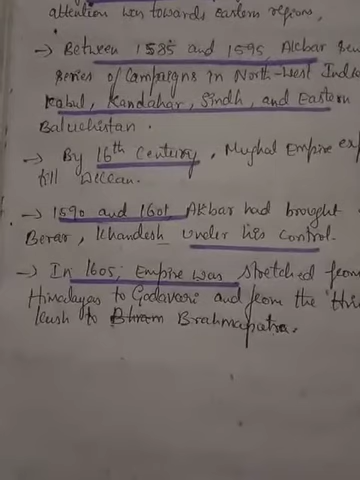 attention was towards Eastern regions.
→ Between 1585 and 1595, Akbar
series of Campaigns in North-West
Kabul, Kandahar, Sindh, and Eastern
Baluchistan.
→ By 16th Century, Mughal Empire
till Deccan.
→ 1590 and 1601 Akbar had brought
Berar, Khandesh under his control.
→ In 1605, Empire was stretched from
Himalayas to Godavari and from the
Kush to Brahmaputra.